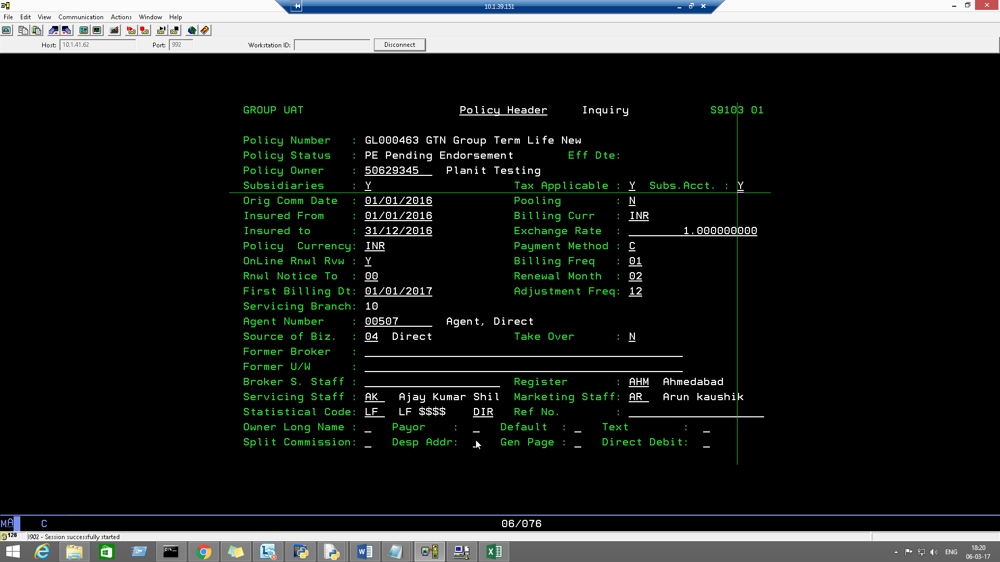 10.1.39.151
File Edit View Communication Actions Window Help
Host: 10.1.41.62 Port: 992 Workstation ID: Disconnect
GROUP UAT Policy Header Inquiry S9103 01
Policy Number : GL000463 GTN Group Term Life New
Policy Status : PE Pending Endorsement Eff Dte:
Policy Owner : 50629345 Planit Testing
Subsidiaries : Y Tax Applicable : Y Subs.Acct. : Y
Orig Comm Date : 01/01/2016 Pooling : N
Insured From : 01/01/2016 Billing Curr : INR
Insured to : 31/12/2016 Exchange Rate : 1.000000000
Policy Currency: INR Payment Method : C
OnLine Rnwl Rvw : Y Billing Freq : 01
Rnwl Notice To : 00 Renewal Month : 02
First Billing Dt: 01/01/2017 Adjustment Freq: 12
Servicing Branch: 10
Agent Number : 00507 Agent, Direct
Source of Biz. : 04 Direct Take Over : N
Former Broker :
Former U/W :
Broker S. Staff : Register : AHM Ahmedabad
Servicing Staff : AK Ajay Kumar Shil Marketing Staff: AR Arun kaushik
Statistical Code: LF LF $$$$ DIR Ref No. :
Owner Long Name : _ Payor : _ Default : _ Text : _
Split Commission: _ Desp Addr: _ Gen Page : _ Direct Debit: _
MA C 06/076
128 I902 - Session successfully started
ENG 18:20
06-03-17